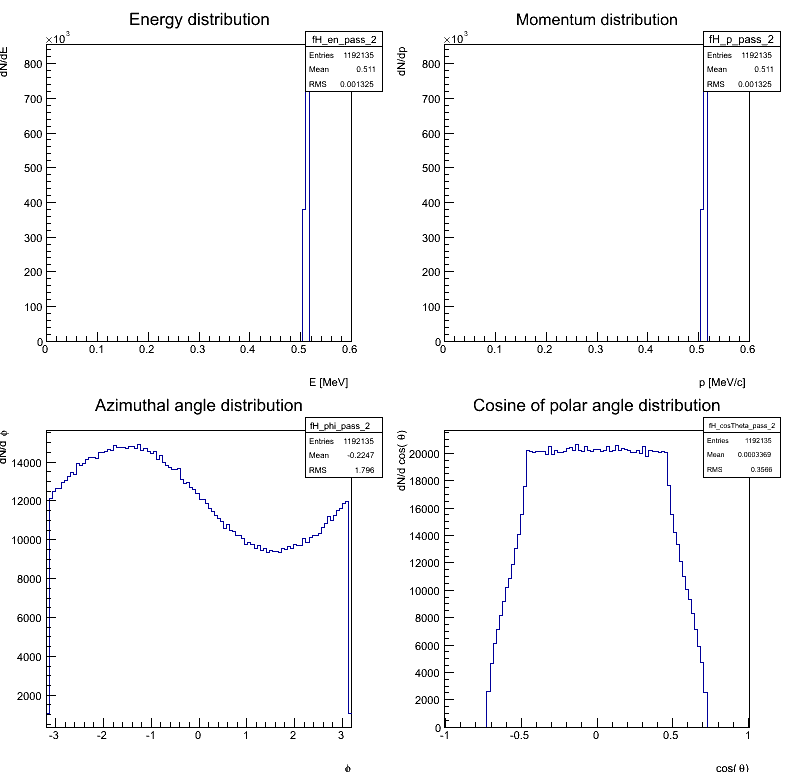 Energy distribution
×10³
dN/dE
fH_en_pass_2
Entries 1192135
Mean 0.511
RMS 0.001325
800
700
600
500
400
300
200
100
0
0 0.1 0.2 0.3 0.4 0.5 0.6
E [MeV]
Momentum distribution
×10³
dN/dp
fH_p_pass_2
Entries 1192135
Mean 0.511
RMS 0.001325
800
700
600
500
400
300
200
100
0
0 0.1 0.2 0.3 0.4 0.5 0.6
p [MeV/c]
Azimuthal angle distribution
dN/d ϕ
fH_phi_pass_2
Entries 1192135
Mean -0.2247
RMS 1.796
14000
12000
10000
8000
6000
4000
2000
-3 -2 -1 0 1 2 3
ϕ
Cosine of polar angle distribution
dN/d cos( θ)
fH_cosTheta_pass_2
Entries 1192135
Mean 0.0003369
RMS 0.3566
20000
18000
16000
14000
12000
10000
8000
6000
4000
2000
0
-1 -0.5 0 0.5 1
cos( θ)